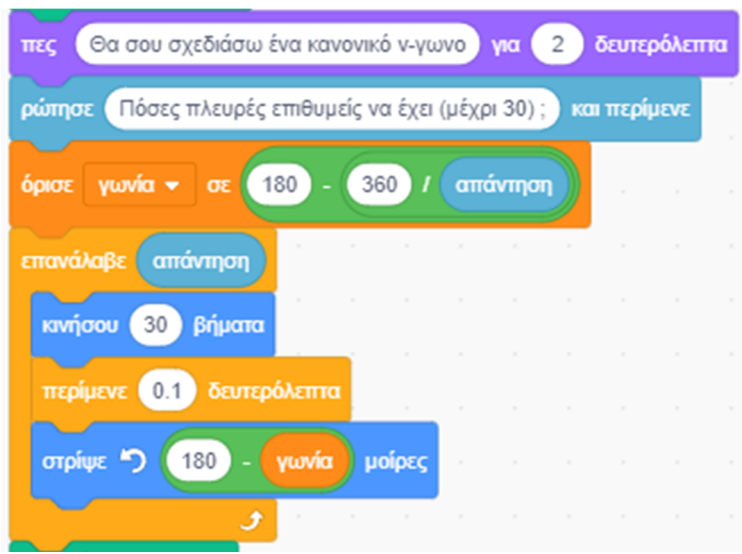 πες Θα σου σχεδιάσω ένα κανονικό ν-γωνο για 2 δευτερόλεπτα
ρώτησε Πόσες πλευρές επιθυμείς να έχει (μέχρι 30) ; και περίμενε
όρισε γωνία σε 180 - 360 / απάντηση
επανάλαβε απάντηση
κινήσου 30 βήματα
περίμενε 0.1 δευτερόλεπτα
στρίψε 180 - γωνία μοίρες